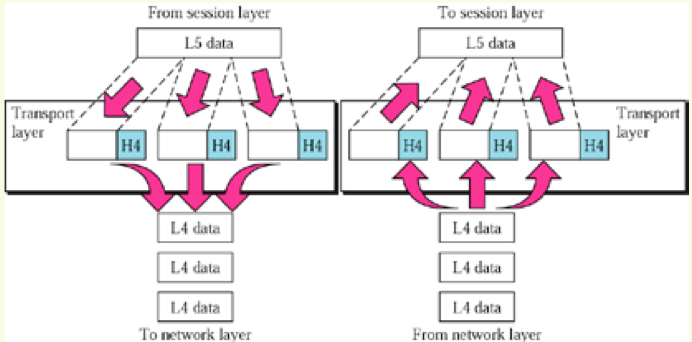 From session layer
L5 data
Transport
layer
H4
H4
H4
L4 data
L4 data
L4 data
To network layer
To session layer
L5 data
Transport
layer
H4
H4
H4
L4 data
L4 data
L4 data
From network layer